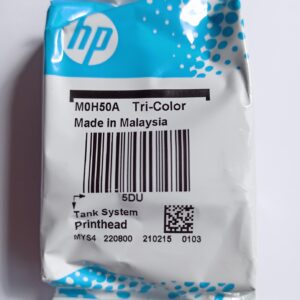 hp
M0H50A Tri-Color
Made in Malaysia
5DU
Tank System
Printhead
MYS4 220800 210215 0103